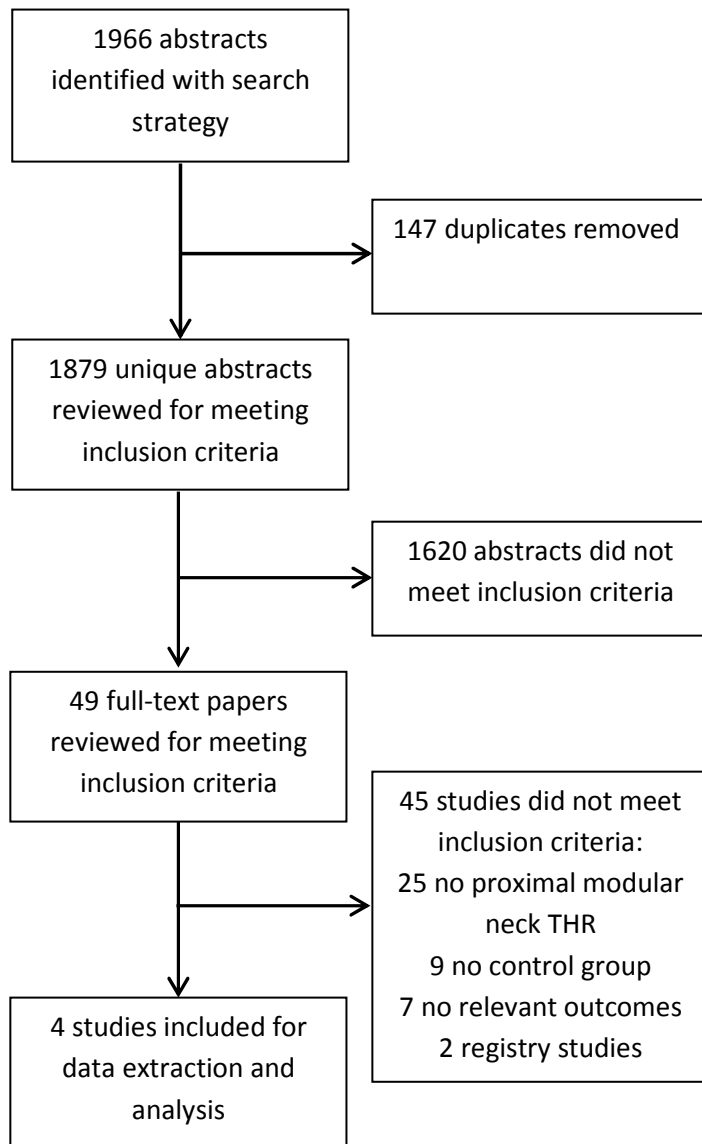 1966 abstracts
identified with search
strategy
147 duplicates removed
1879 unique abstracts
reviewed for meeting
inclusion criteria
1620 abstracts did not
meet inclusion criteria
49 full-text papers
reviewed for meeting
inclusion criteria
45 studies did not meet
inclusion criteria:
25 no proximal modular
neck THR
9 no control group
7 no relevant outcomes
2 registry studies
4 studies included for
data extraction and
analysis